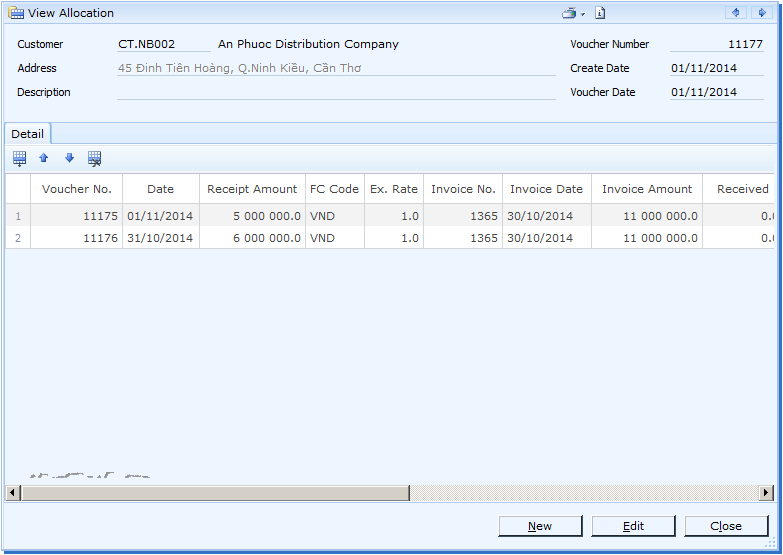 View Allocation
Customer CT.NB002 An Phuoc Distribution Company Voucher Number 11177
Address 45 Đinh Tiên Hoàng, Q.Ninh Kiều, Cần Thơ Create Date 01/11/2014
Description Voucher Date 01/11/2014
Detail
Voucher No. Date Receipt Amount FC Code Ex. Rate Invoice No. Invoice Date Invoice Amount Received
1 11175 01/11/2014 5 000 000.0 VND 1.0 1365 30/10/2014 11 000 000.0 0.0
2 11176 31/10/2014 6 000 000.0 VND 1.0 1365 30/10/2014 11 000 000.0 0.
New Edit Close